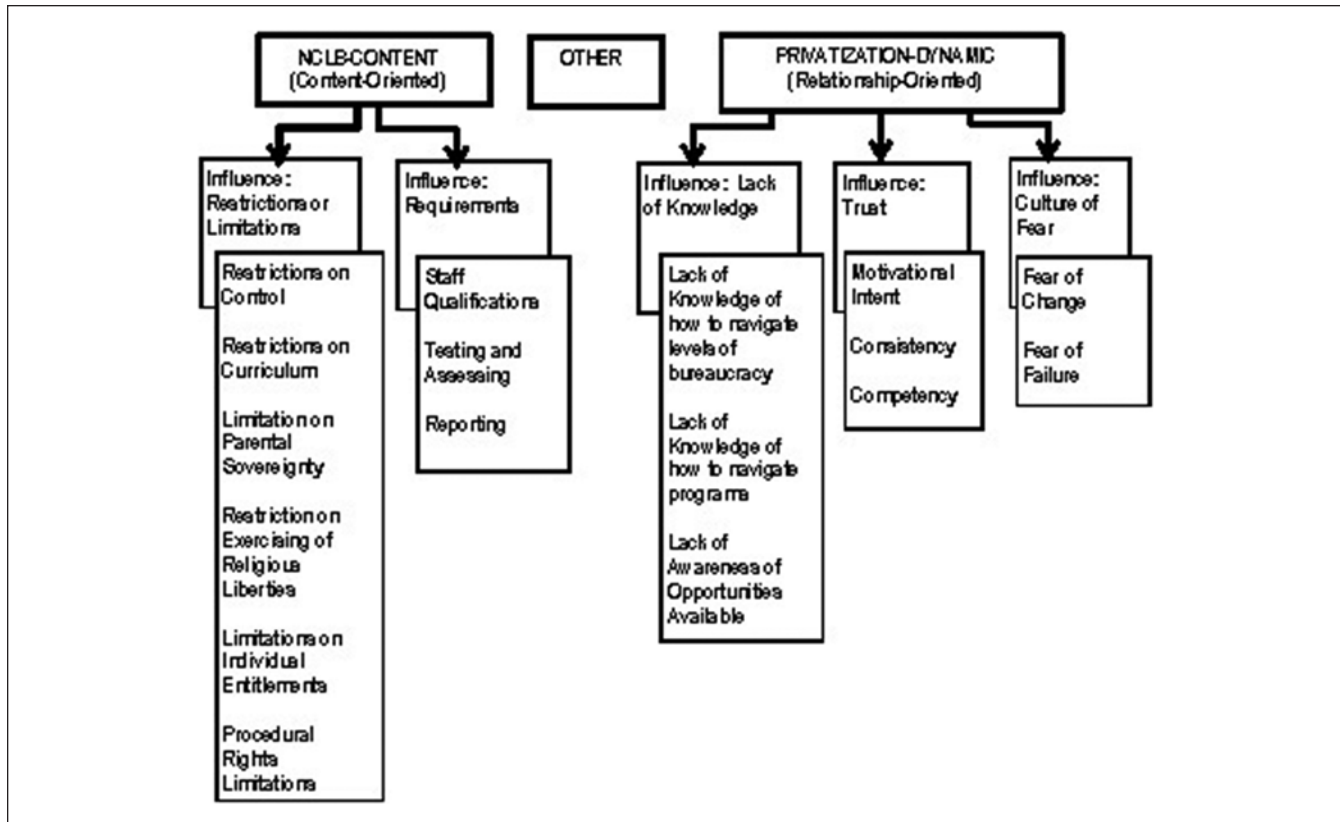 NCLB-CONTENT
(Content-Oriented)
OTHER
PRIVATIZATION-DYNAMIC
(Relationship-Oriented)
Influence:
Restrictions or
Limitations
Restrictions on
Control
Restrictions on
Curriculum
Limitation on
Parental
Sovereignty
Restriction on
Exercising of
Religious
Liberties
Limitations on
Individual
Entitlements
Procedural
Rights
Limitations
Influence:
Requirements
Staff
Qualifications
Testing and
Assessing
Reporting
Influence: Lack
of Knowledge
Lack of
Knowledge of
how to navigate
levels of
bureaucracy
Lack of
Knowledge of
how to navigate
programs
Lack of
Awareness of
Opportunities
Available
Influence:
Trust
Motivational
Intent
Consistency
Competency
Influence:
Culture of
Fear
Fear of
Change
Fear of
Failure